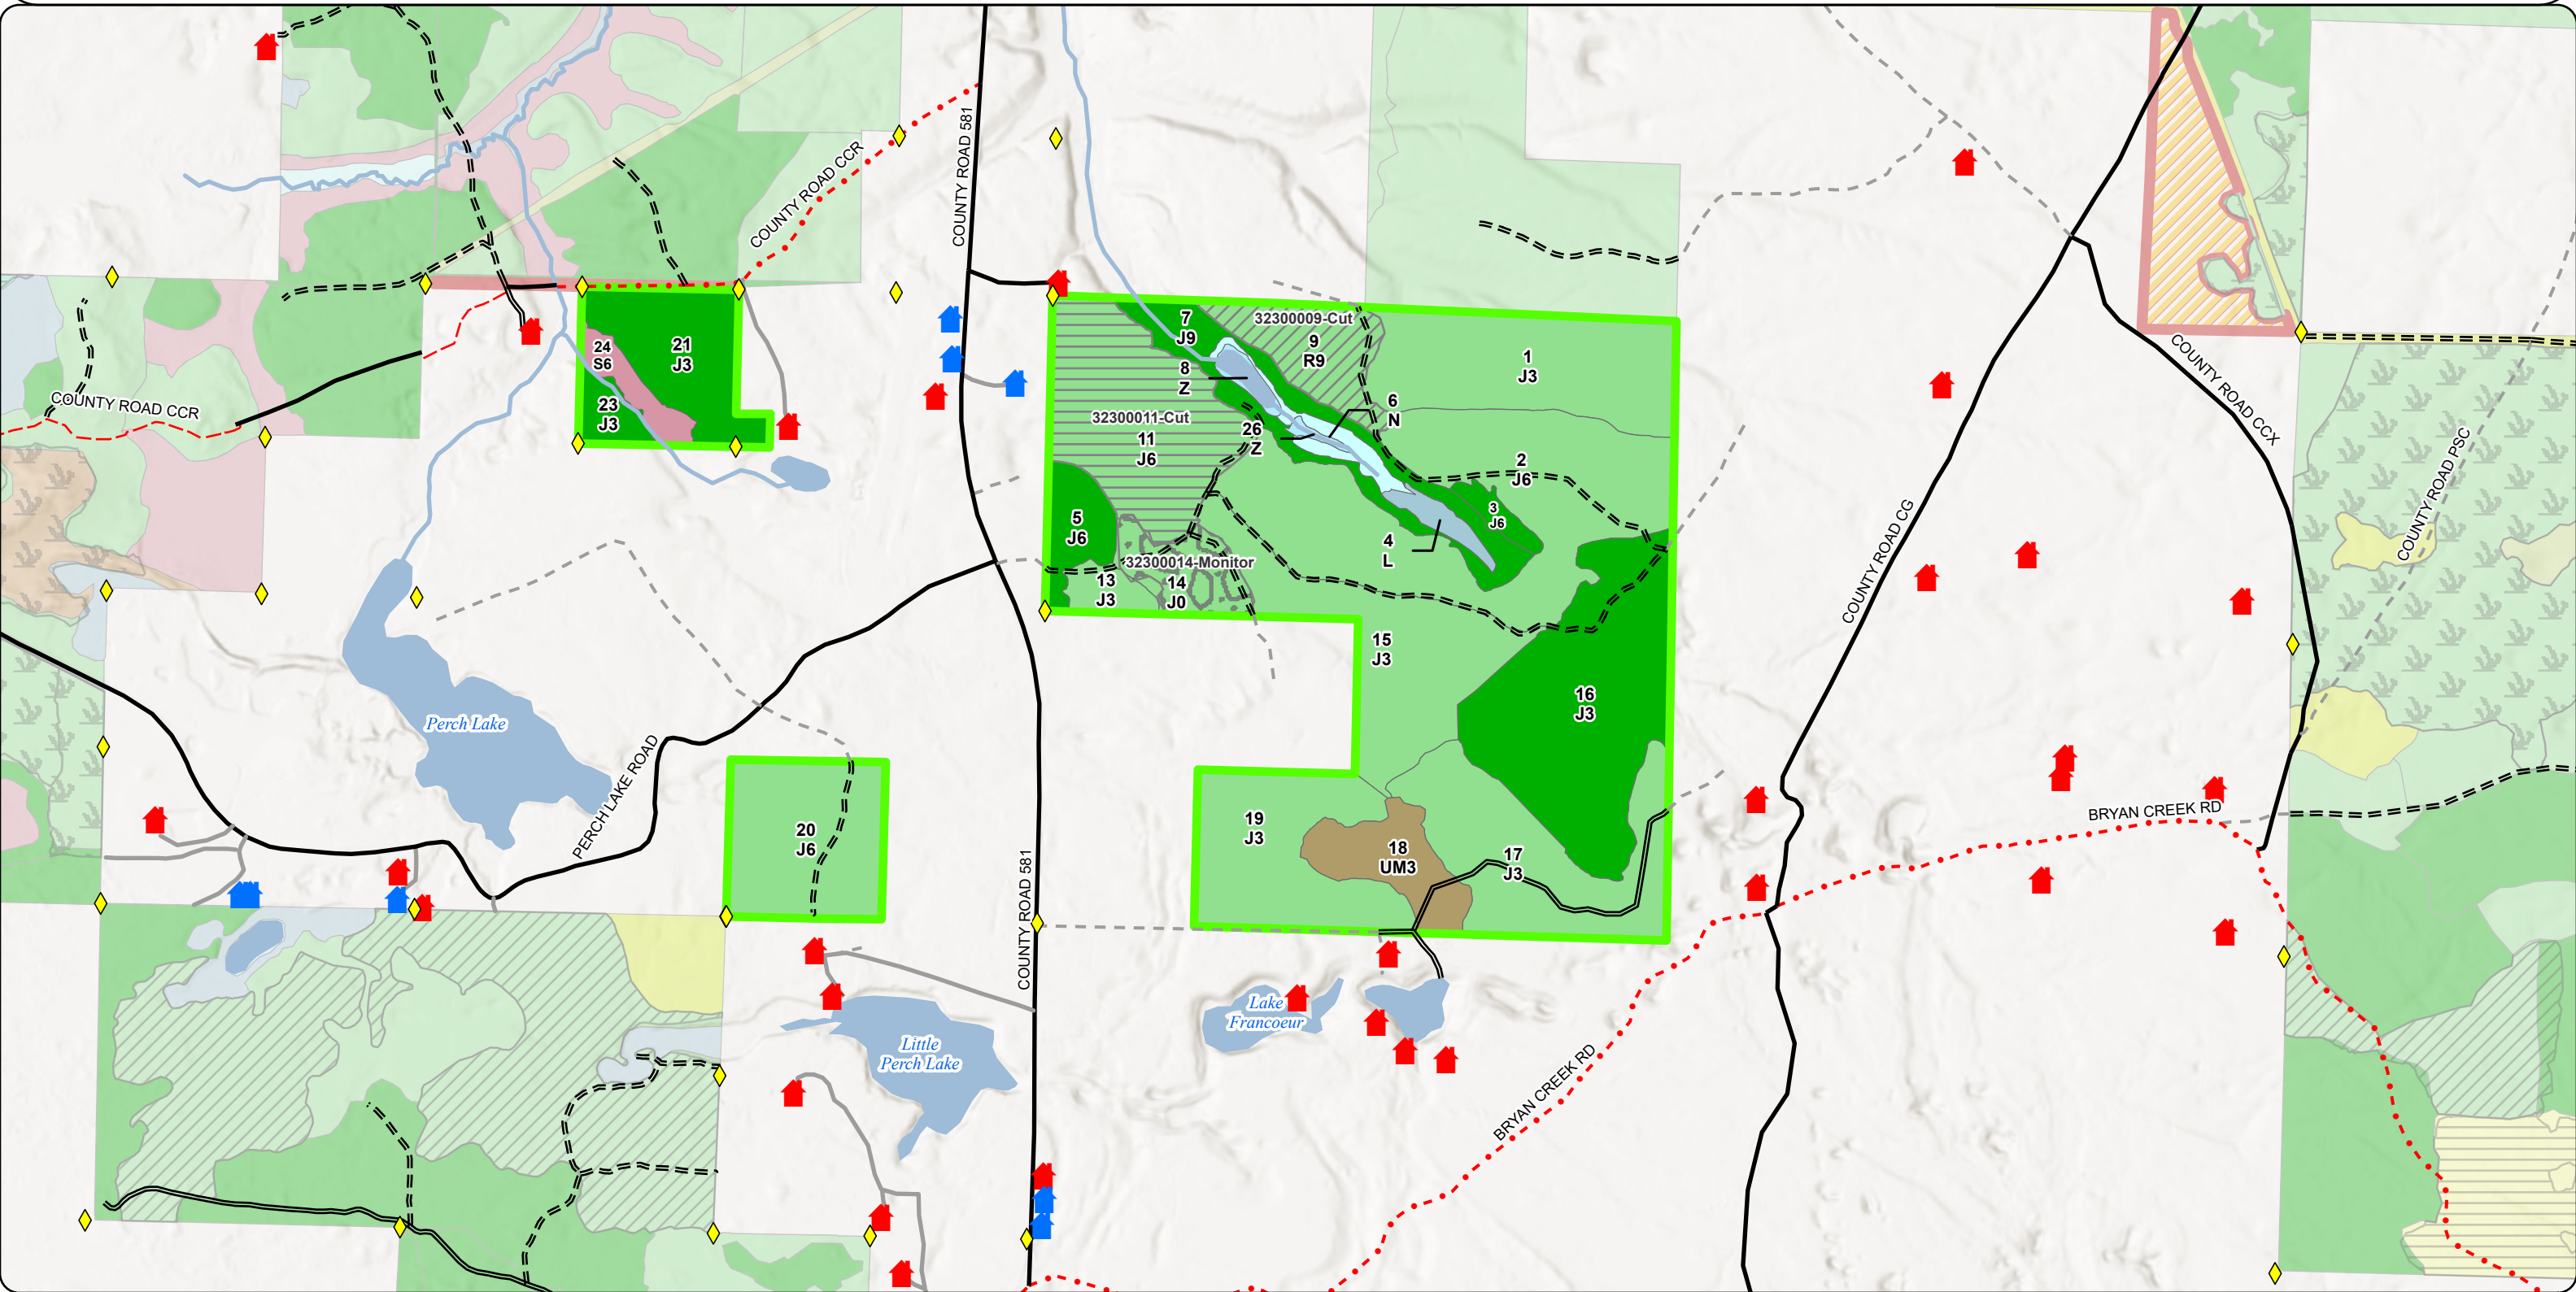 COUNTY ROAD CCR
COUNTY ROAD 581
7
J9
32300009-Cut
9
R9
1
J3
24
S6
21
J3
8
Z
COUNTY ROAD CCX
COUNTY ROAD CCR
23
J3
32300011-Cut
11
J6
26
Z
6
N
2
J6
COUNTY ROAD PSC
5
J6
3
J6
4
L
COUNTY ROAD CG
32300014-Monitor
13
J3
14
J0
15
J3
16
J3
Perch Lake
PERCH LAKE ROAD
20
J6
19
J3
18
UM3
17
J3
BRYAN CREEK RD
COUNTY ROAD 581
Lake
Francoeur
Little
Perch Lake
BRYAN CREEK RD